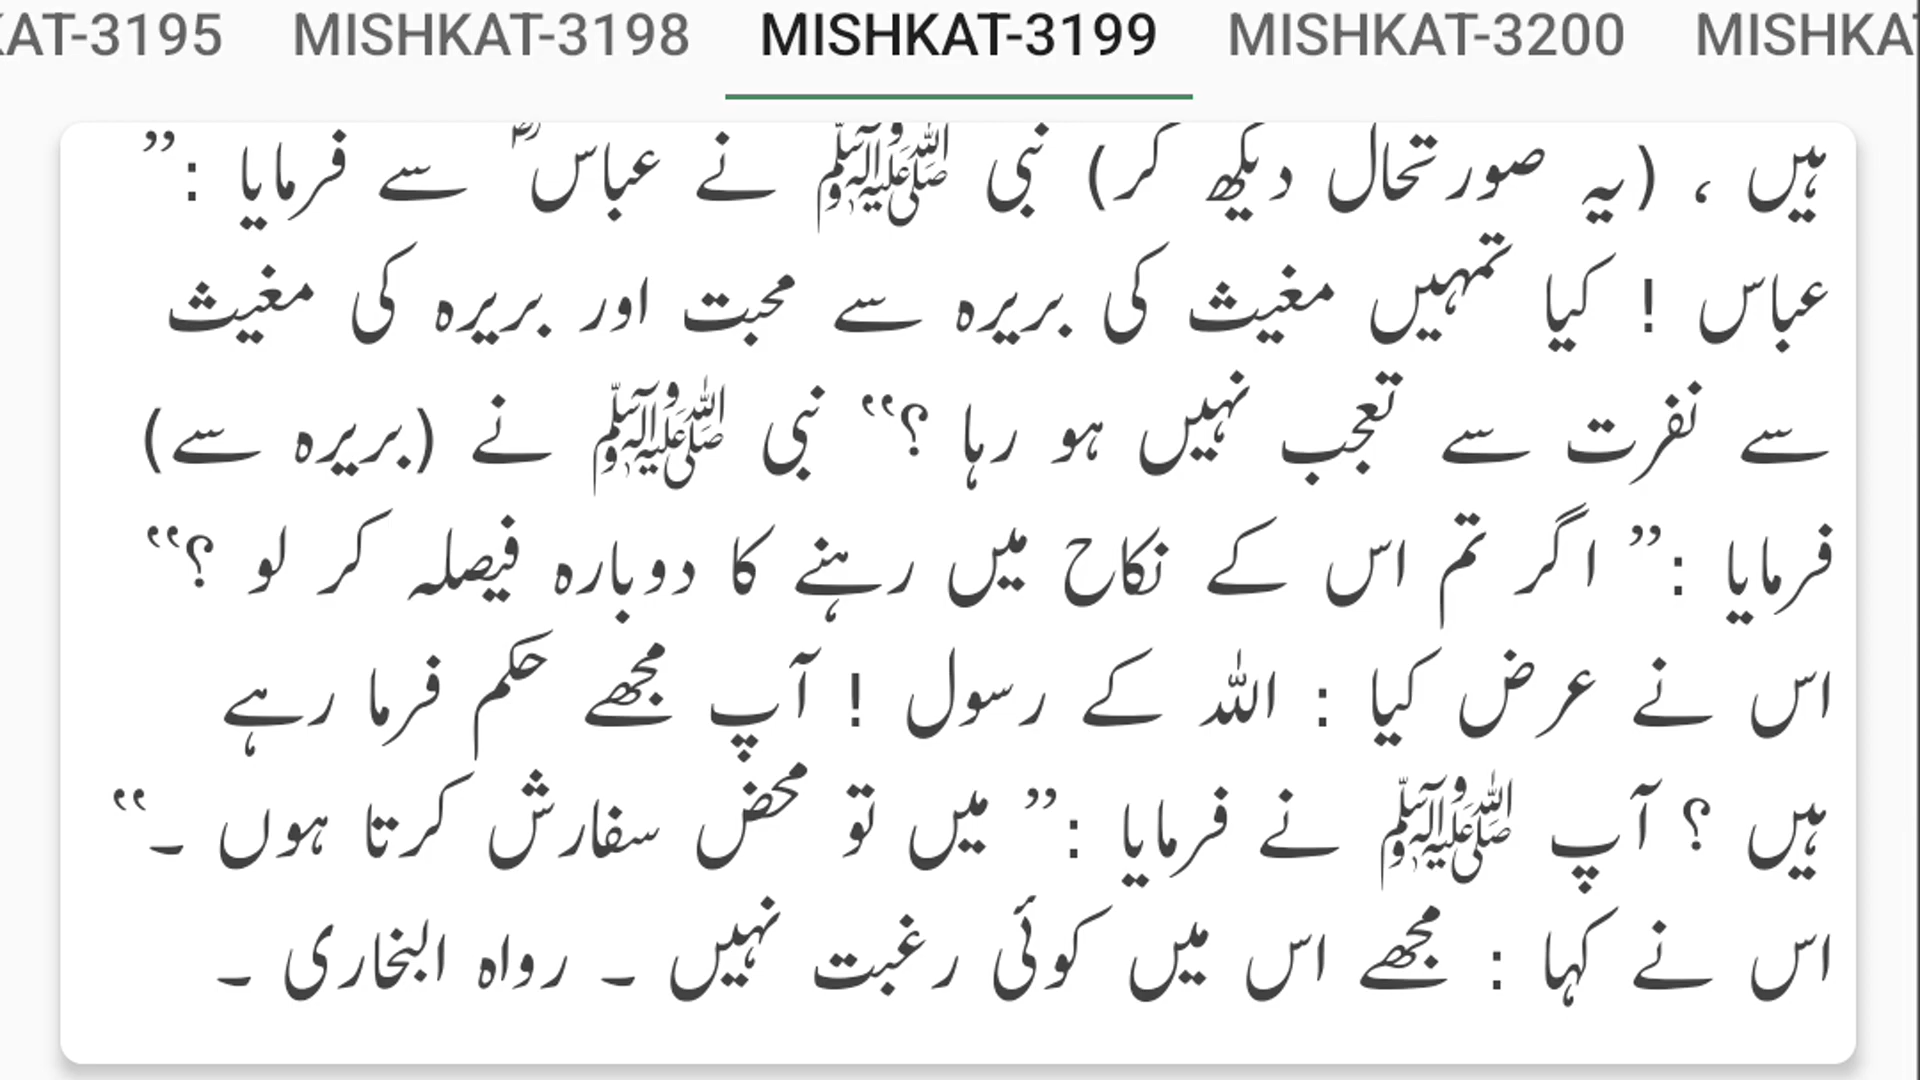 KAT-3195 MISHKAT-3198 MISHKAT-3199 MISHKAT-3200 MISHKA
ہیں ، (یہ صورتحال دیکھ کر) نبی ﷺ نے عباس ؓ سے فرمایا :’’
عباس ! کیا تمہیں مغیث کی بریرہ سے محبت اور بریرہ کی مغیث
سے نفرت سے تعجب نہیں ہو رہا ؟‘‘ نبی ﷺ نے (بریرہ سے)
فرمایا :’’ اگر تم اس کے نکاح میں رہنے کا دوبارہ فیصلہ کر لو ؟‘‘
اس نے عرض کیا : اللہ کے رسول ! آپ مجھے حکم فرما رہے
ہیں ؟ آپ ﷺ نے فرمایا :’’ میں تو محض سفارش کرتا ہوں ۔‘‘
اس نے کہا : مجھے اس میں کوئی رغبت نہیں ۔ رواہ البخاری ۔